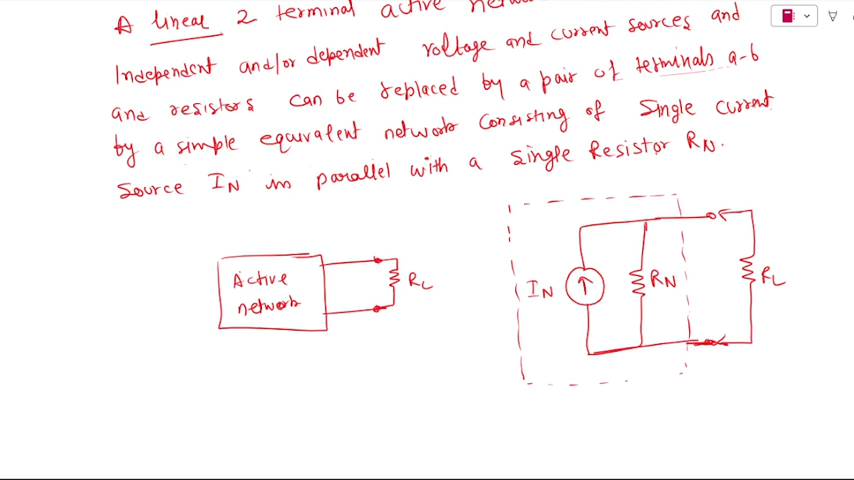 A linear 2 terminal active
Independent and/or dependent voltage and current sources and
and resistors can be replaced by a pair of terminals a-b
by a simple equivalent network consisting of Single current
Source IN in parallel with a Single Resistor RN.
Active
network
RL
IN
RN
RL